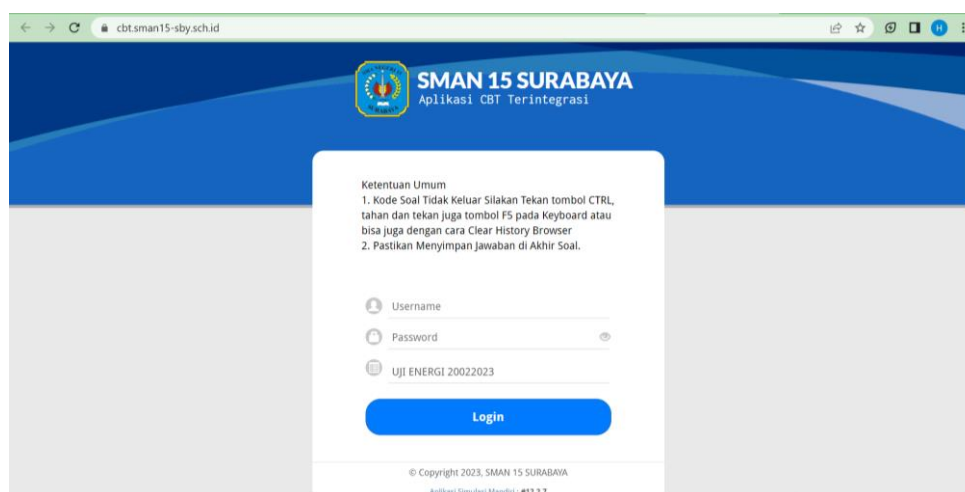 cbt.sman15-sby.sch.id
H
SMAN 15 SURABAYA
Aplikasi CBT Terintegrasi
Ketentuan Umum
1. Kode Soal Tidak Keluar Silakan Tekan tombol CTRL,
tahan dan tekan juga tombol F5 pada Keyboard atau
bisa juga dengan cara Clear History Browser
2. Pastikan Menyimpan Jawaban di Akhir Soal.
Username
Password
UJI ENERGI 20022023
Login
© Copyright 2023, SMAN 15 SURABAYA